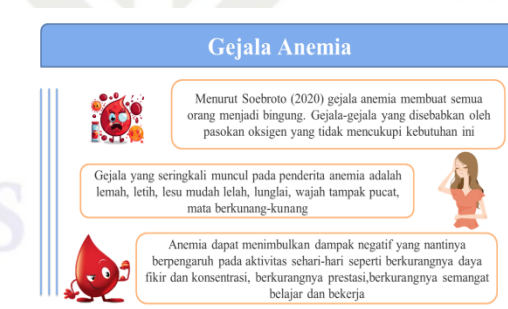 Gejala Anemia
Menurut Soebroto (2020) gejala anemia membuat semua
orang menjadi bingung. Gejala-gejala yang disebabkan oleh
pasokan oksigen yang tidak mencukupi kebutuhan ini
Gejala yang seringkali muncul pada penderita anemia adalah
lemah, letih, lesu mudah lelah, lunglai, wajah tampak pucat,
mata berkunang-kunang
Anemia dapat menimbulkan dampak negatif yang nantinya
berpengaruh pada aktivitas sehari-hari seperti berkurangnya daya
fikir dan konsentrasi, berkurangnya prestasi,berkurangnya semangat
belajar dan bekerja